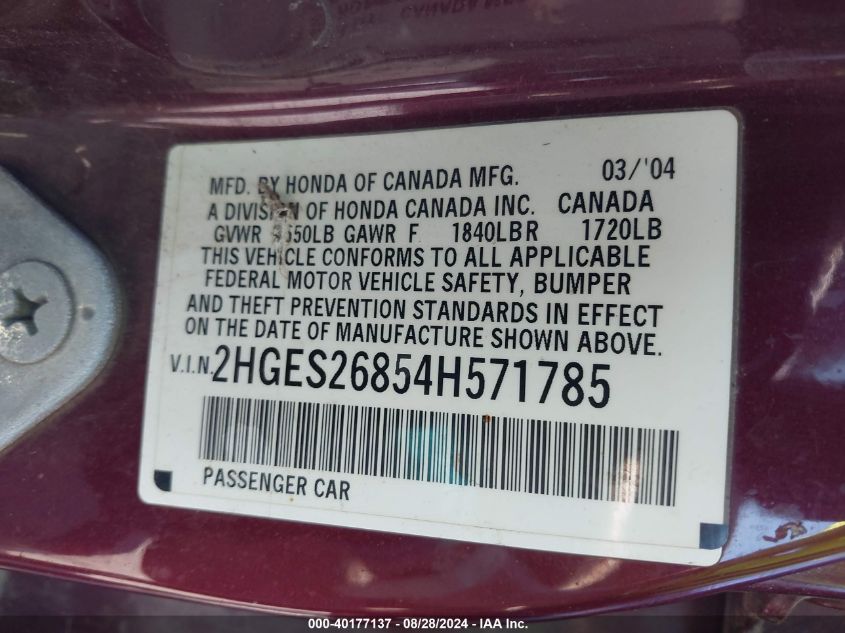 MFD. BY HONDA OF CANADA MFG. 03/'04
A DIVISION OF HONDA CANADA INC. CANADA
GVWR 3650LB GAWR F 1840LBR 1720LB
THIS VEHICLE CONFORMS TO ALL APPLICABLE
FEDERAL MOTOR VEHICLE SAFETY, BUMPER
AND THEFT PREVENTION STANDARDS IN EFFECT
ON THE DATE OF MANUFACTURE SHOWN ABOVE.
V.I.N. 2HGES26854H571785
PASSENGER CAR
000-40177137 - 08/28/2024 - IAA Inc.